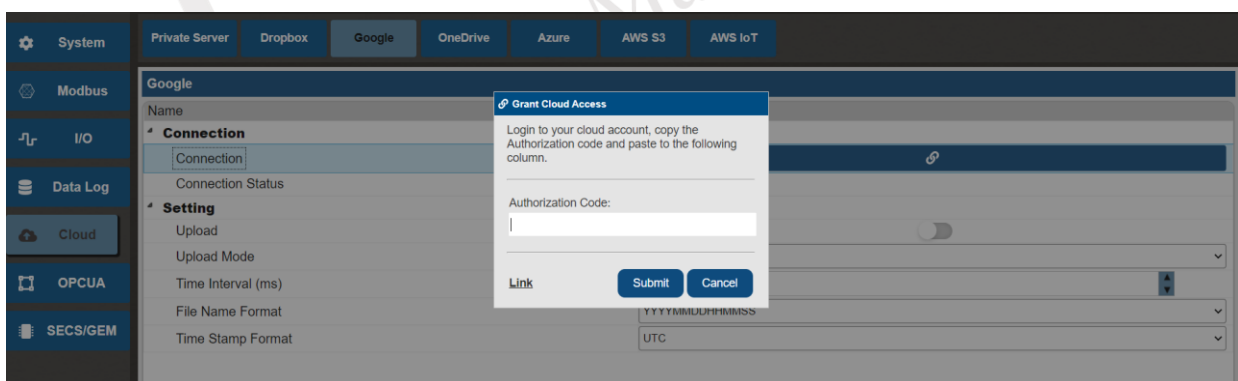 System
Modbus
I/O
Data Log
Cloud
OPCUA
SECS/GEM
Private Server Dropbox Google OneDrive Azure AWS S3 AWS IoT
Google
Name
Connection
Connection
Connection Status
Setting
Upload
Upload Mode
Time Interval (ms)
File Name Format YYYYMMDDHHMMSS
Time Stamp Format UTC
Grant Cloud Access
Login to your cloud account, copy the
Authorization code and paste to the following
column.
Authorization Code:
Link Submit Cancel